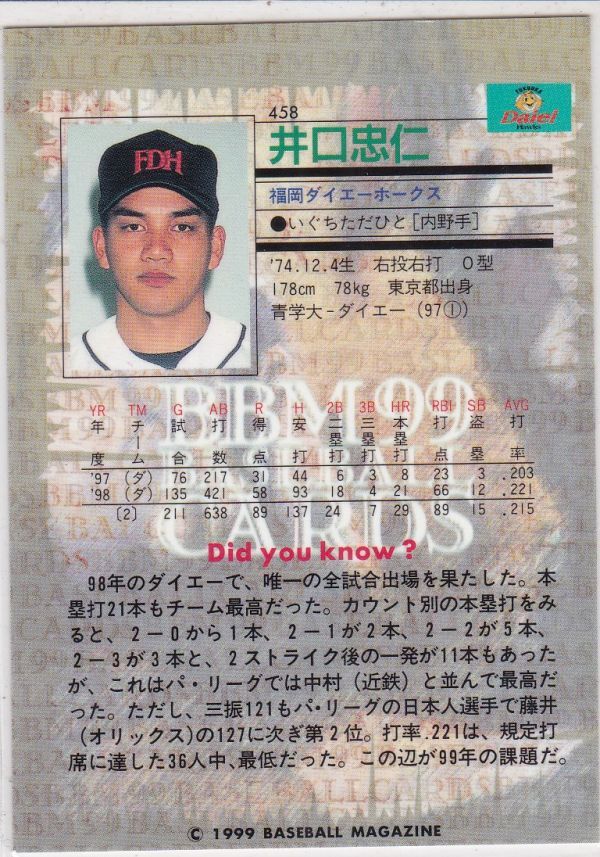 458
FUKUOKA
Daiei
Hawks
井口忠仁
FDH
福岡ダイエーホークス
●いぐちただひと[内野手]
'74.12.4生 右投右打 O型
178cm 78kg 東京都出身
青学大-ダイエー(97①)
BBM 99
BASEBALL
CARDS
YR TM G AB R H 2B 3B HR RBI SB AVG
年度 チーム 試合 打数 得点 安打 二塁打 三塁打 本塁打 打点 盗塁 打率
'97 (ダ) 76 217 31 44 6 3 8 23 3 .203
'98 (ダ) 135 421 58 93 18 4 21 66 12 .221
[2] 211 638 89 137 24 7 29 89 15 .215
Did you know?
98年のダイエーで、唯一の全試合出場を果たした。本
塁打21本もチーム最高だった。カウント別の本塁打をみ
ると、2-0から1本、2-1が2本、2-2が5本、
2-3が3本と、2ストライク後の一発が11本もあった
が、これはパ・リーグでは中村(近鉄)と並んで最高だ
った。ただし、三振121もパ・リーグの日本人選手で藤井
(オリックス)の127に次ぎ第2位。打率.221は、規定打
席に達した36人中、最低だった。この辺が99年の課題だ。
© 1999 BASEBALL MAGAZINE